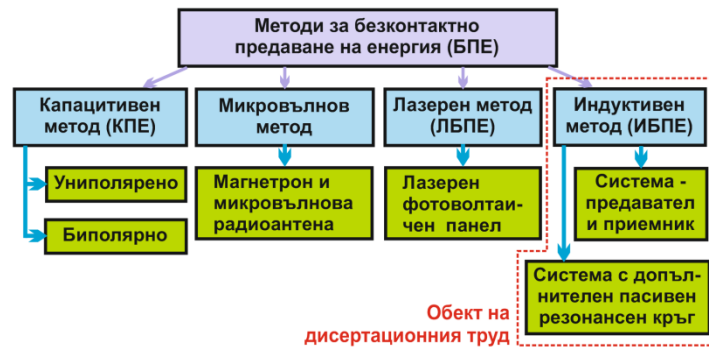 Методи за безконтактно
предаване на енергия (БПЕ)
Капацитивен
метод (КПЕ)
Униполярено
Биполярно
Микровълнов
метод
Магнетрон и
микровълнова
радиоантена
Лазерен метод
(ЛБПЕ)
Лазерен
фотоволтаи-
чен панел
Индуктивен
метод (ИБПЕ)
Система -
предавател
и приемник
Система с допъл-
нителен пасивен
резонансен кръг
Обект на
дисертационния труд